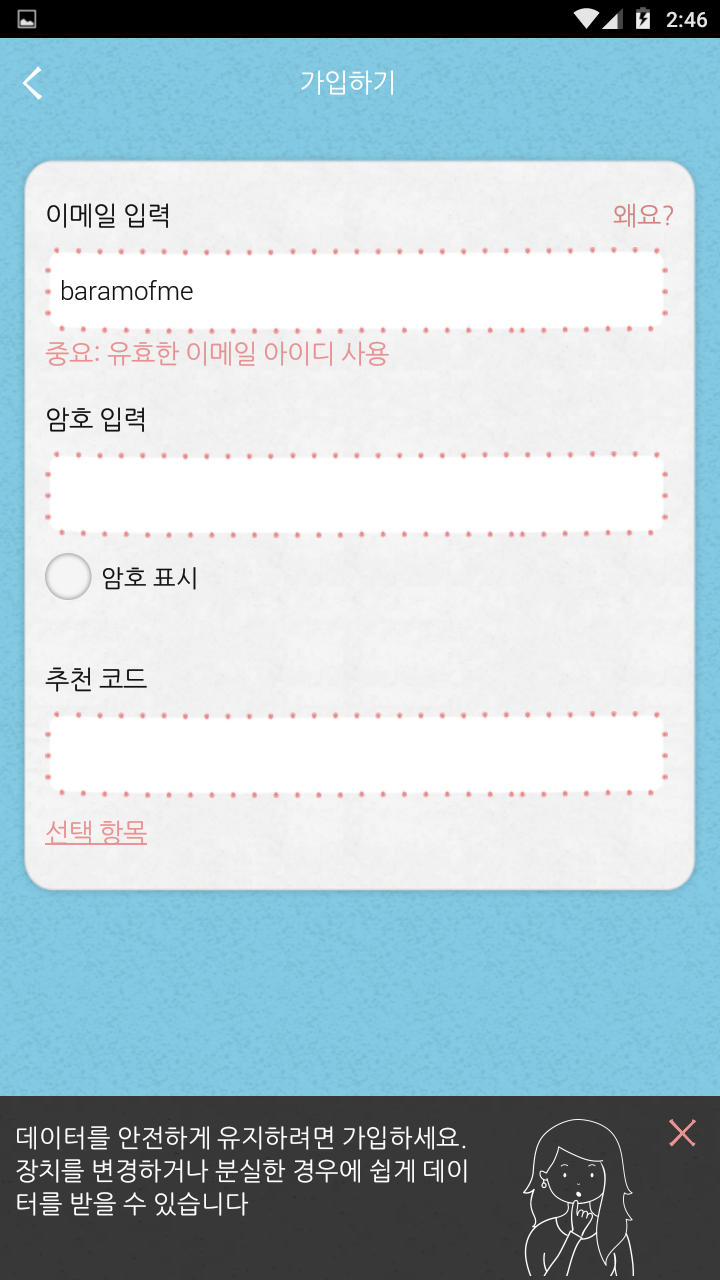 2:46
가입하기
이메일 입력
왜요?
baramofme
중요: 유효한 이메일 아이디 사용
암호 입력
암호 표시
추천 코드
선택 항목
데이터를 안전하게 유지하려면 가입하세요.
장치를 변경하거나 분실한 경우에 쉽게 데이
터를 받을 수 있습니다